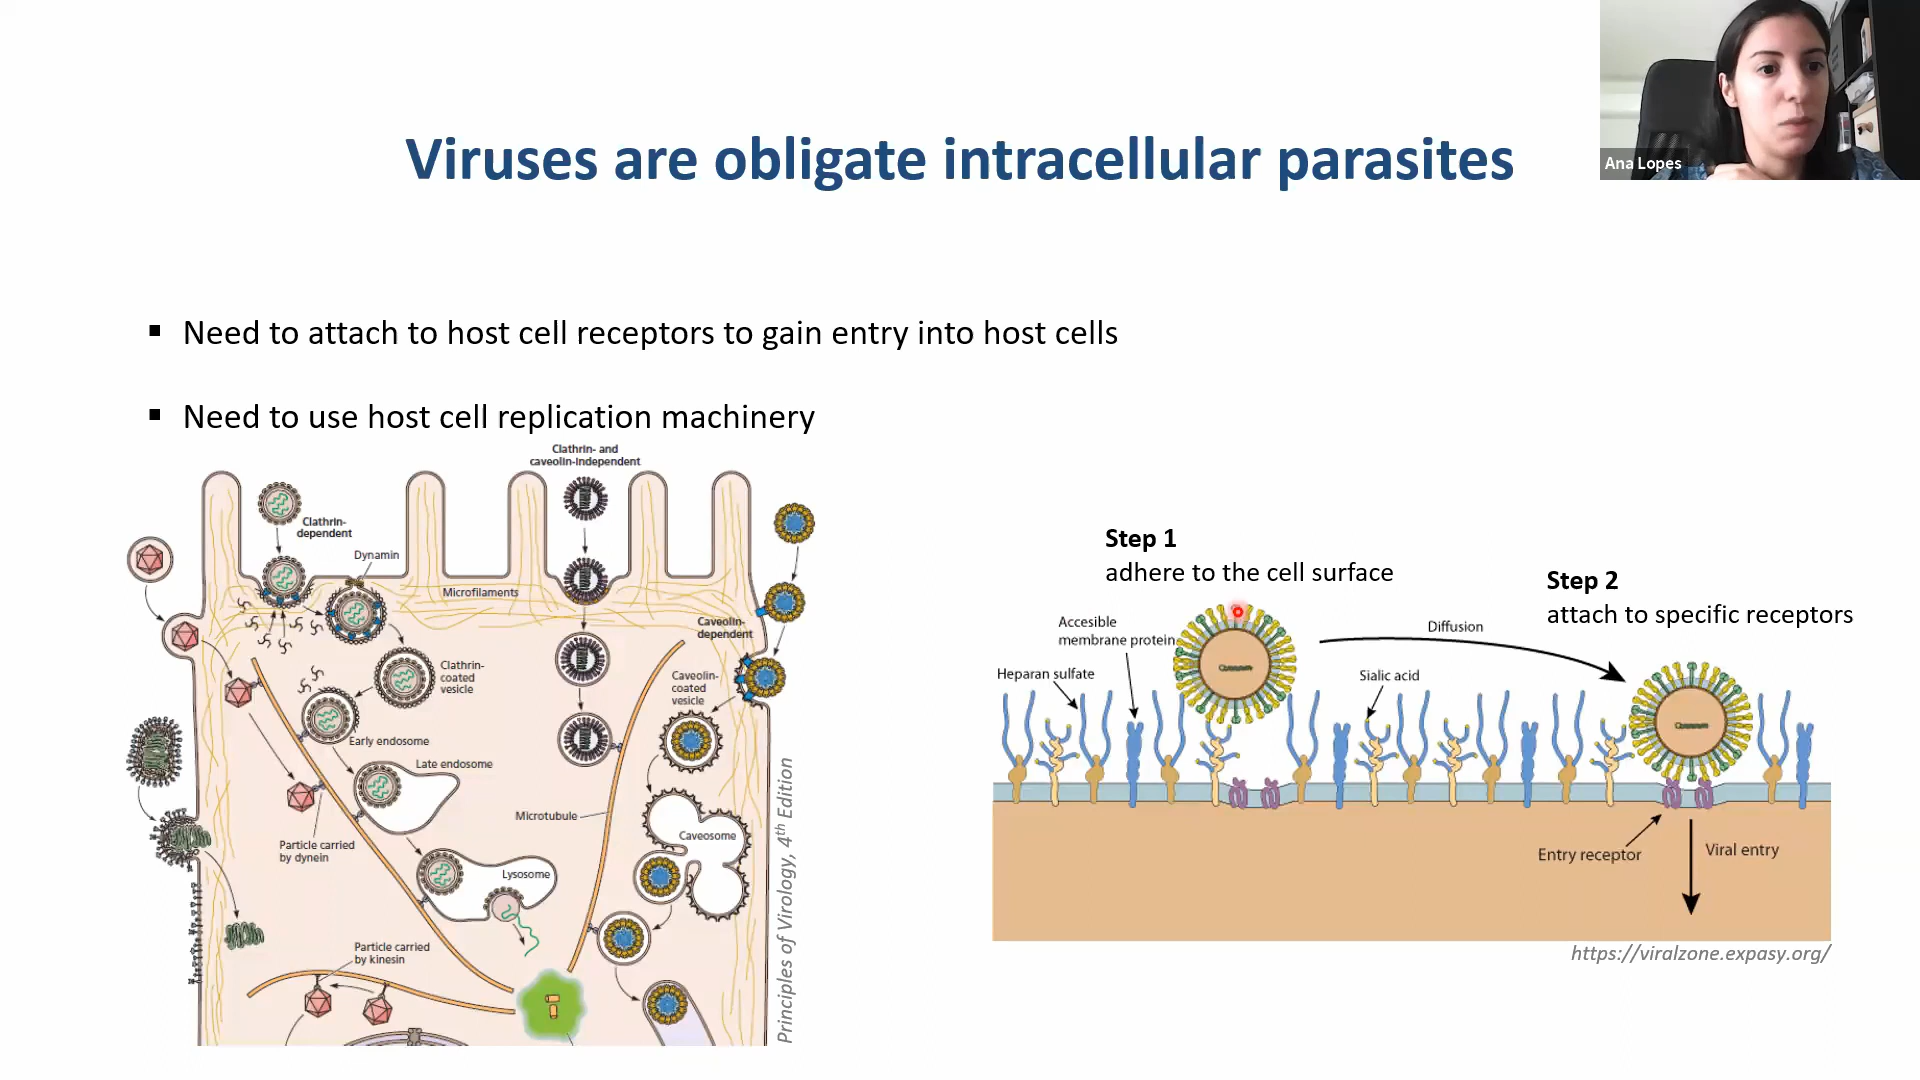 Ana Lopes
Viruses are obligate intracellular parasites
▪ Need to attach to host cell receptors to gain entry into host cells
▪ Need to use host cell replication machinery
Clathrin- and
caveolin-independent
Clathrin-
dependent
Dynamin
Microfilaments
Caveolin-
dependent
Clathrin-
coated
vesicle
Caveolin-
coated
vesicle
Early endosome
Late endosome
Microtubule
Caveosome
Particle carried
by dynein
Lysosome
Particle carried
by kinesin
Principles of Virology, 4th Edition
Step 1
adhere to the cell surface
Step 2
attach to specific receptors
Accesible
membrane protein
Diffusion
Heparan sulfate
Sialic acid
Entry receptor
Viral entry
https://viralzone.expasy.org/